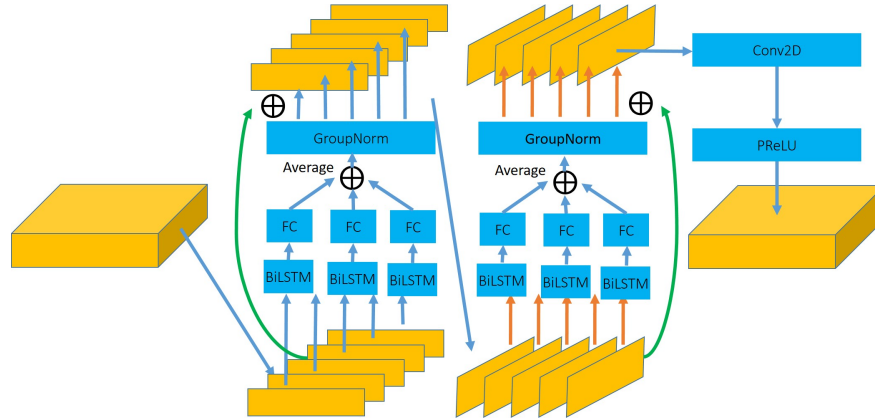 Conv2D
GroupNorm
GroupNorm
PReLU
Average
Average
FC
FC
FC
FC
FC
FC
BiLSTM
BiLSTM
BiLSTM
BiLSTM
BiLSTM
BiLSTM